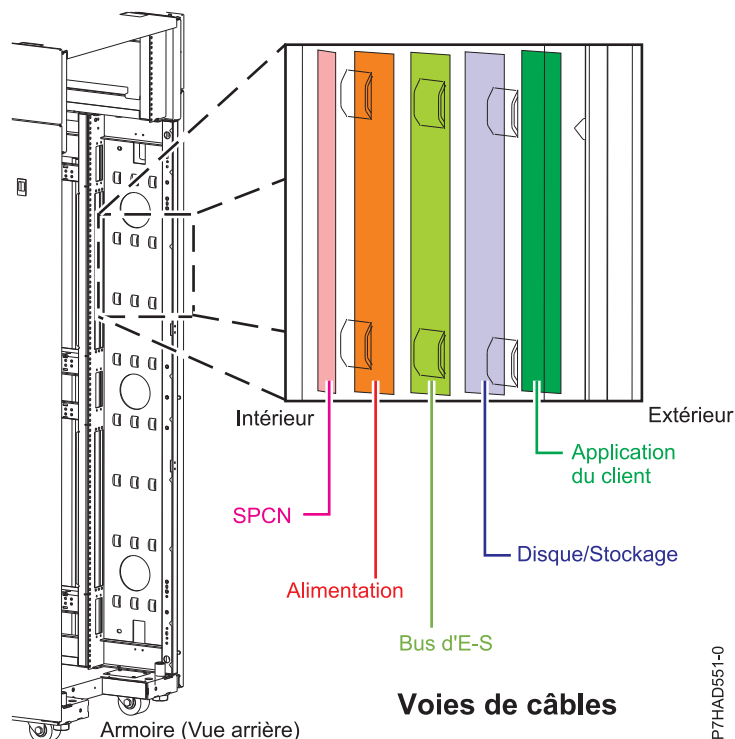 Intérieur
Extérieur
Application
du client
SPCN
Disque/Stockage
Alimentation
Bus d'E-S
Voies de câbles
Armoire (Vue arrière)
P7HAD551-0